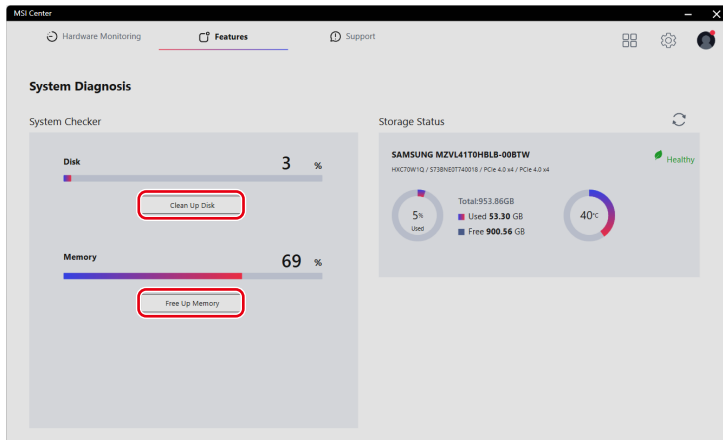 MSI Center
Hardware Monitoring
Features
Support
System Diagnosis
System Checker
Storage Status
Disk
3 %
Clean Up Disk
Memory
69 %
Free Up Memory
SAMSUNG MZVL41T0HBLB-00BTW
Healthy
HXC70W1Q / S73BNE0T740018 / PCIe 4.0 x4 / PCIe 4.0 x4
5%
Used
Total:953.86GB
Used 53.30 GB
Free 900.56 GB
40°C